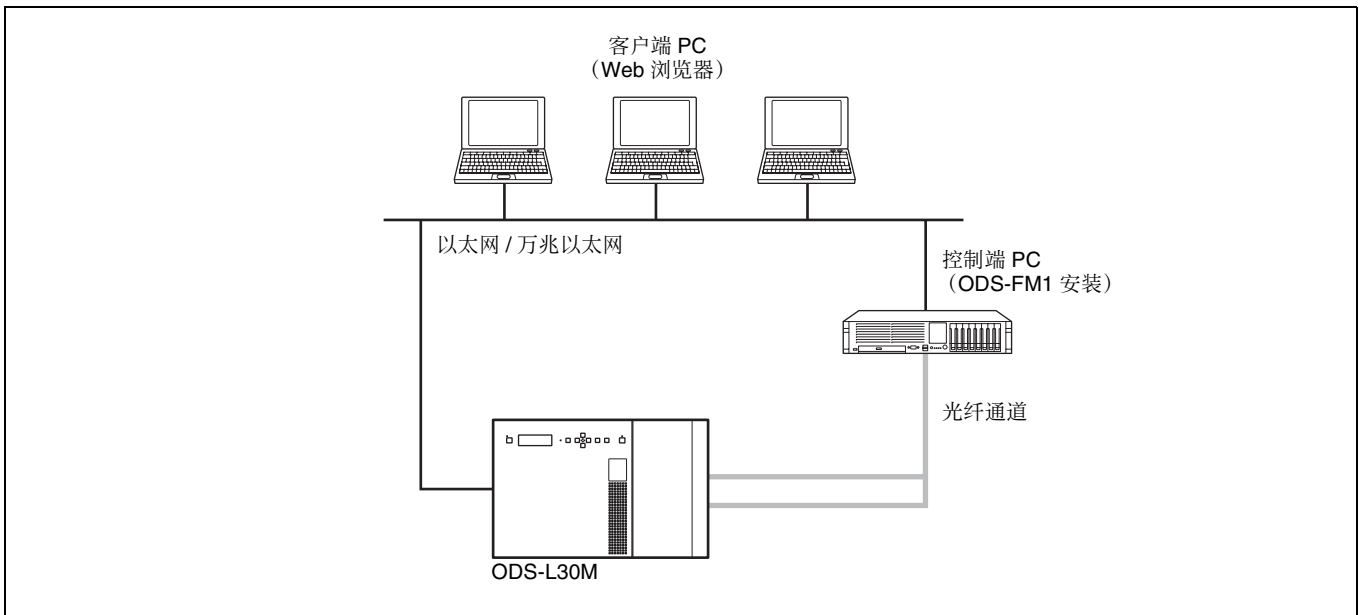 客户端 PC
（Web 浏览器）
以太网 / 万兆以太网
控制端 PC
（ODS-FM1 安装）
光纤通道
ODS-L30M